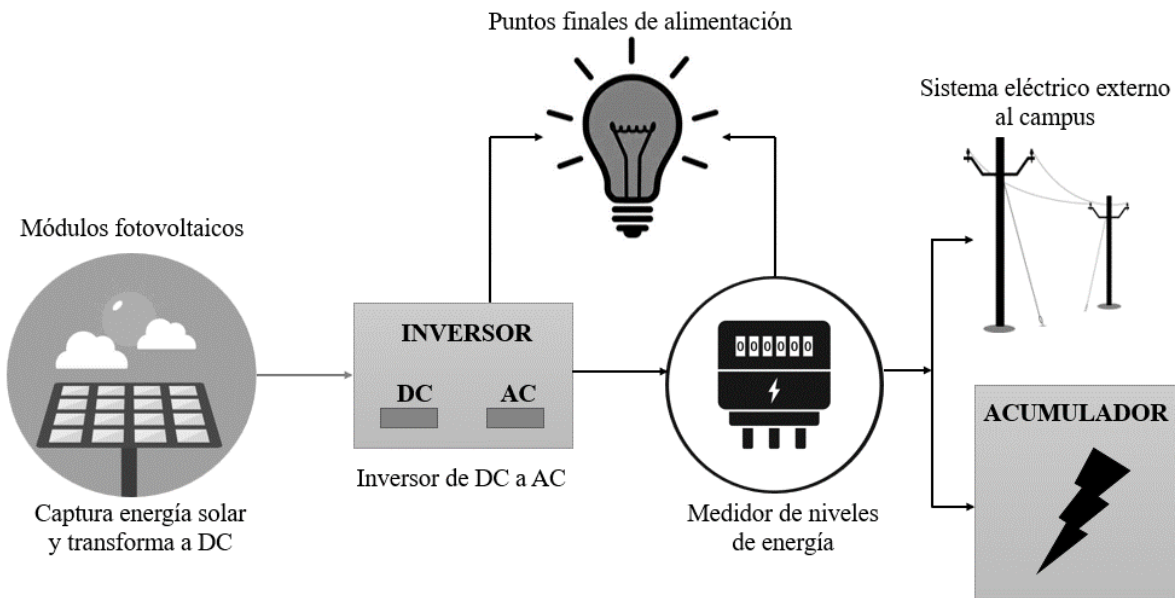 Puntos finales de alimentación
Sistema eléctrico externo
al campus
Módulos fotovoltaicos
INVERSOR
DC AC
000000
ACUMULADOR
Inversor de DC a AC
Captura energía solar
y transforma a DC
Medidor de niveles
de energía